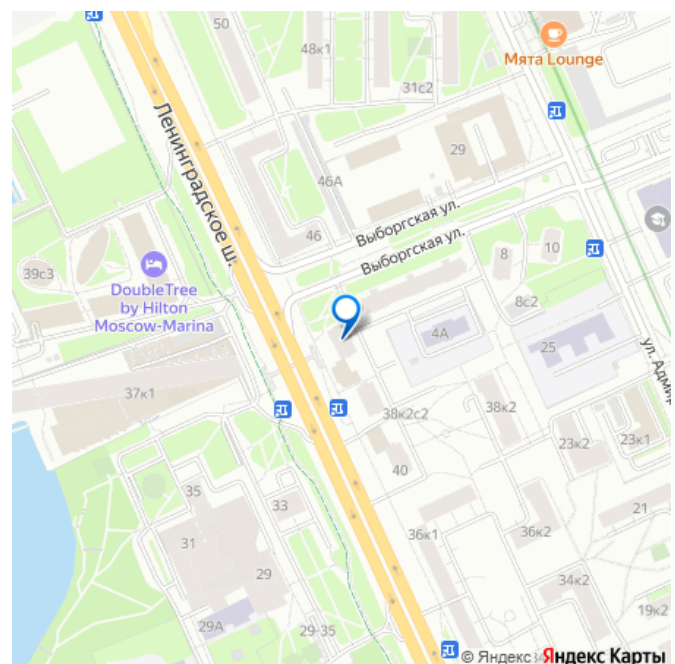 50
48к1
Мята Lounge
31с2
Ленинградское ш.
29
46А
Выборгская ул.
46
Выборгская ул.
8
10
39с3
DoubleTree
by Hilton
Moscow-Marina
8с2
4А
25
ул. Адмир
37к1
38к2с2
38к2
23к2
23к1
40
35
33
21
31
36к1
36к2
29
34к2
19к2
29А
29-35
© Яндекс
Яндекс Карты